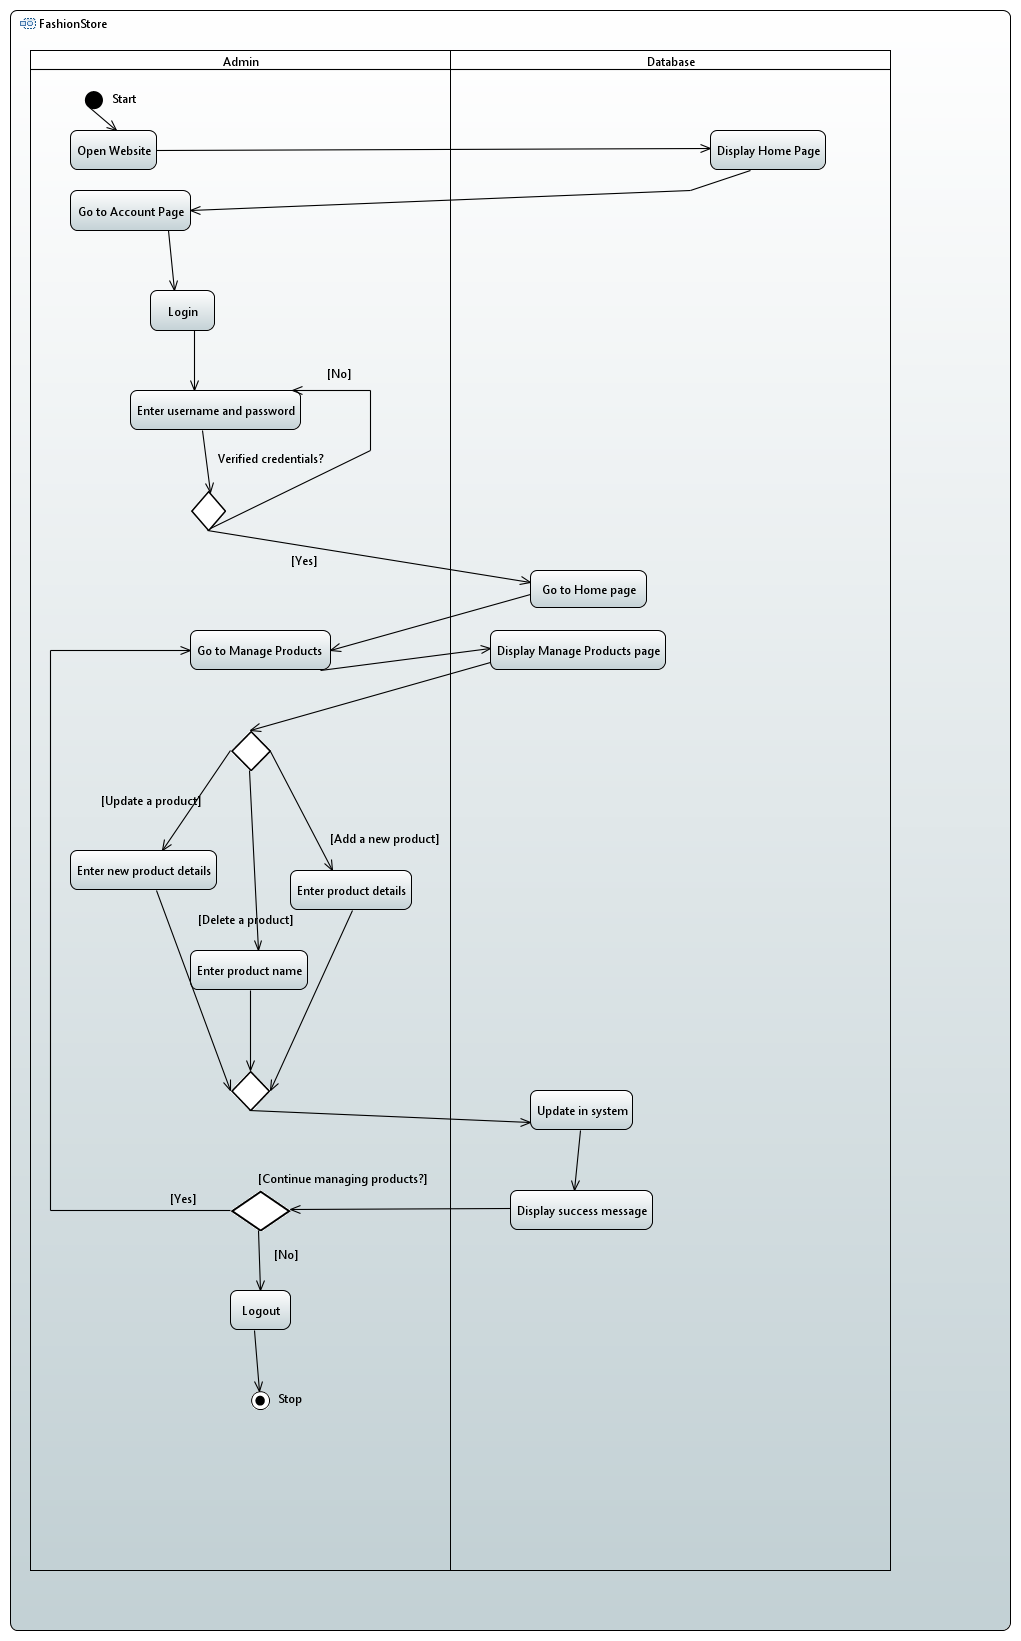 FashionStore
Admin
Database
Start
Open Website
Display Home Page
Go to Account Page
Login
[No]
Enter username and password
Verified credentials?
[Yes]
Go to Home page
Go to Manage Products
Display Manage Products page
[Update a product]
[Add a new product]
Enter new product details
Enter product details
[Delete a product]
Enter product name
Update in system
[Continue managing products?]
[Yes]
Display success message
[No]
Logout
Stop